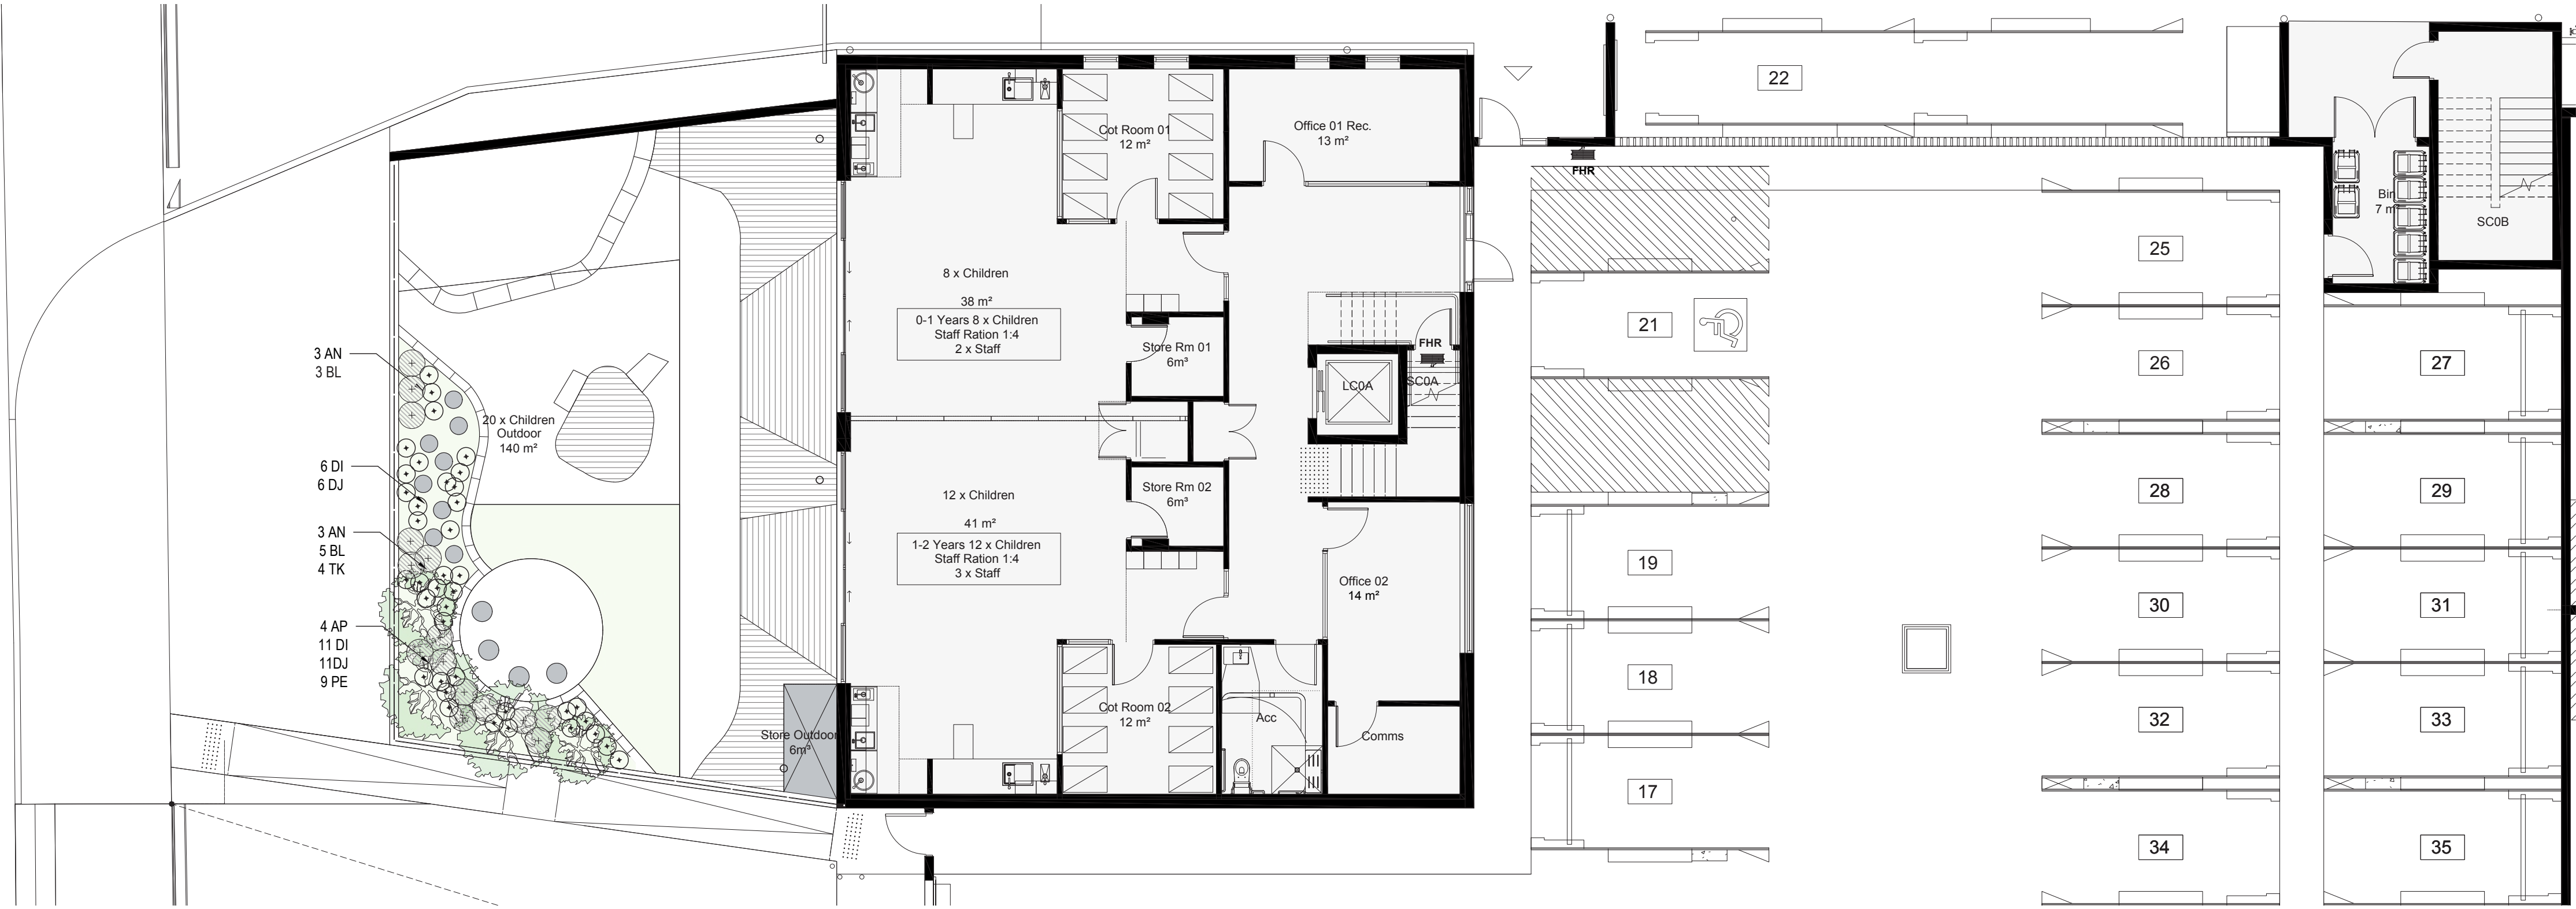 22
Cot Room 01
12 m²
Office 01 Rec.
13 m²
FHR
Bin
SC0B
25
8 x Children
38 m²
0-1 Years 8 x Children
Staff Ration 1:4
2 x Staff
21
Store Rm 01
6m³
FHR
LC0A
SC0A
26
27
3 AN
3 BL
20 x Children
Outdoor
140 m²
6 DI
6 DJ
12 x Children
41 m²
1-2 Years 12 x Children
Staff Ration 1:4
3 x Staff
Store Rm 02
6m³
28
29
3 AN
5 BL
4 TK
19
Office 02
14 m²
30
31
4 AP
11 DI
11DJ
9 PE
18
Store Outdoor
6m³
Cot Room 02
12 m²
Acc
Comms
32
33
17
34
35